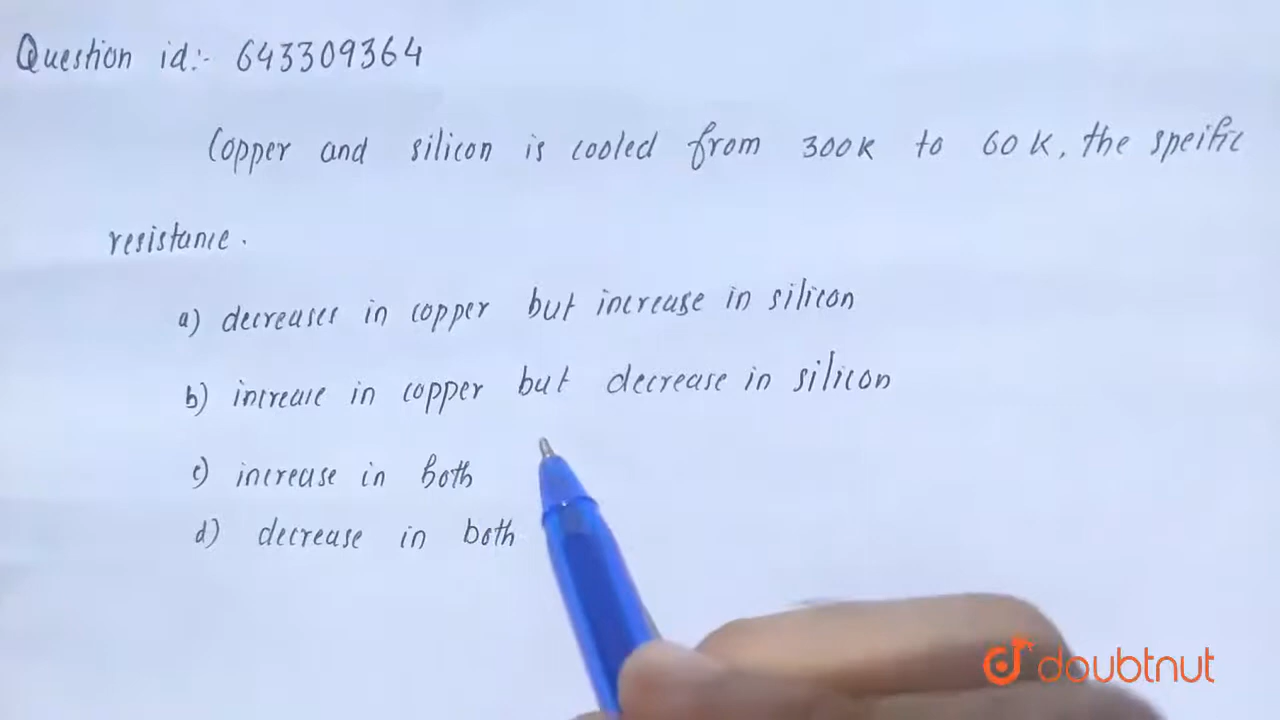 Question id:- 643309364
Copper and silicon is cooled from 300K to 60K, the speific
resistance.
a) decreases in copper but increase in silicon
b) increase in copper but decrease in silicon
c) increase in both
d) decrease in both
doubtnut